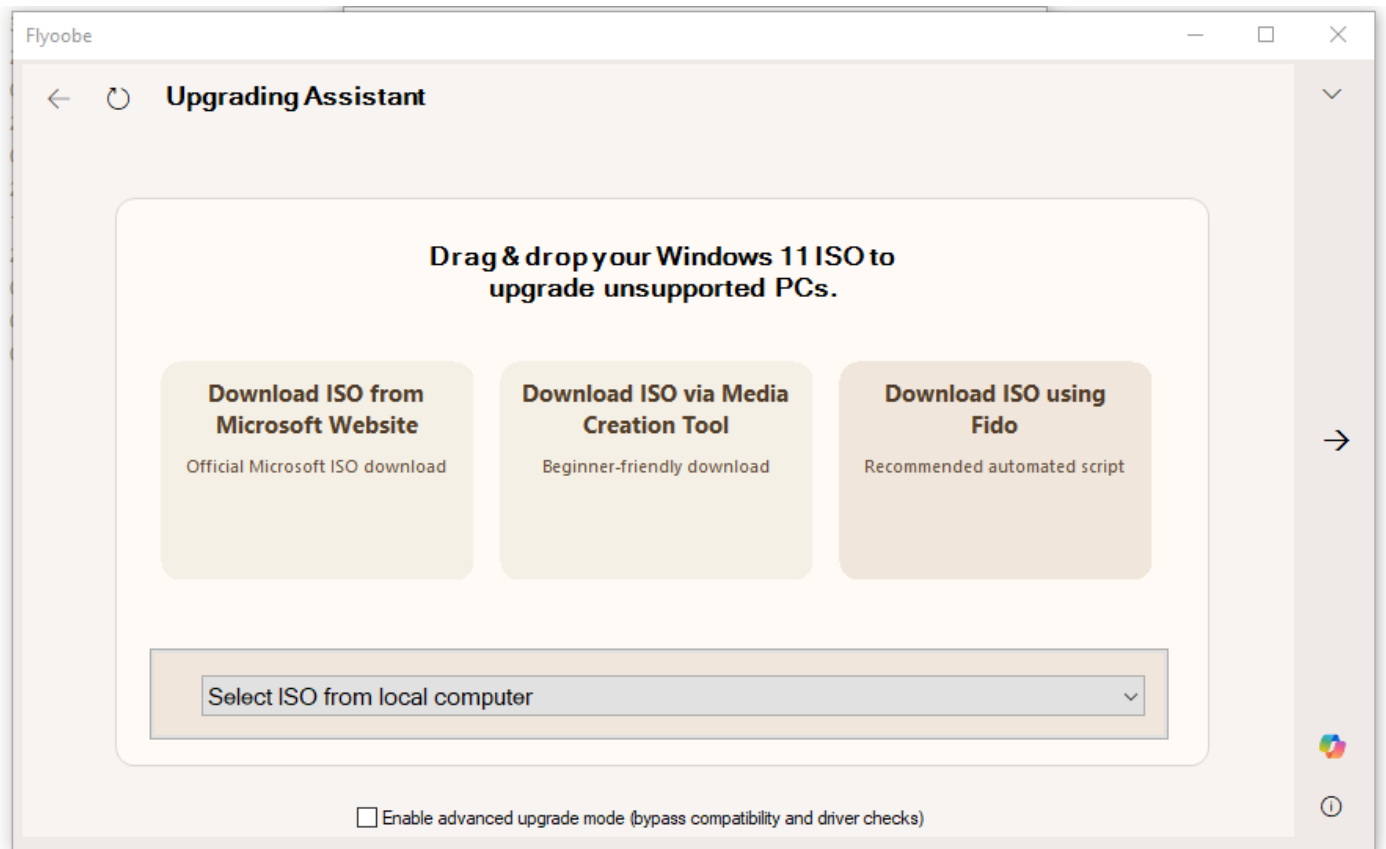 Flyoobe
Upgrading Assistant
Drag & drop your Windows 11 ISO to
upgrade unsupported PCs.
Download ISO from
Microsoft Website
Official Microsoft ISO download
Download ISO via Media
Creation Tool
Beginner-friendly download
Download ISO using
Fido
Recommended automated script
Select ISO from local computer
Enable advanced upgrade mode (bypass compatibility and driver checks)